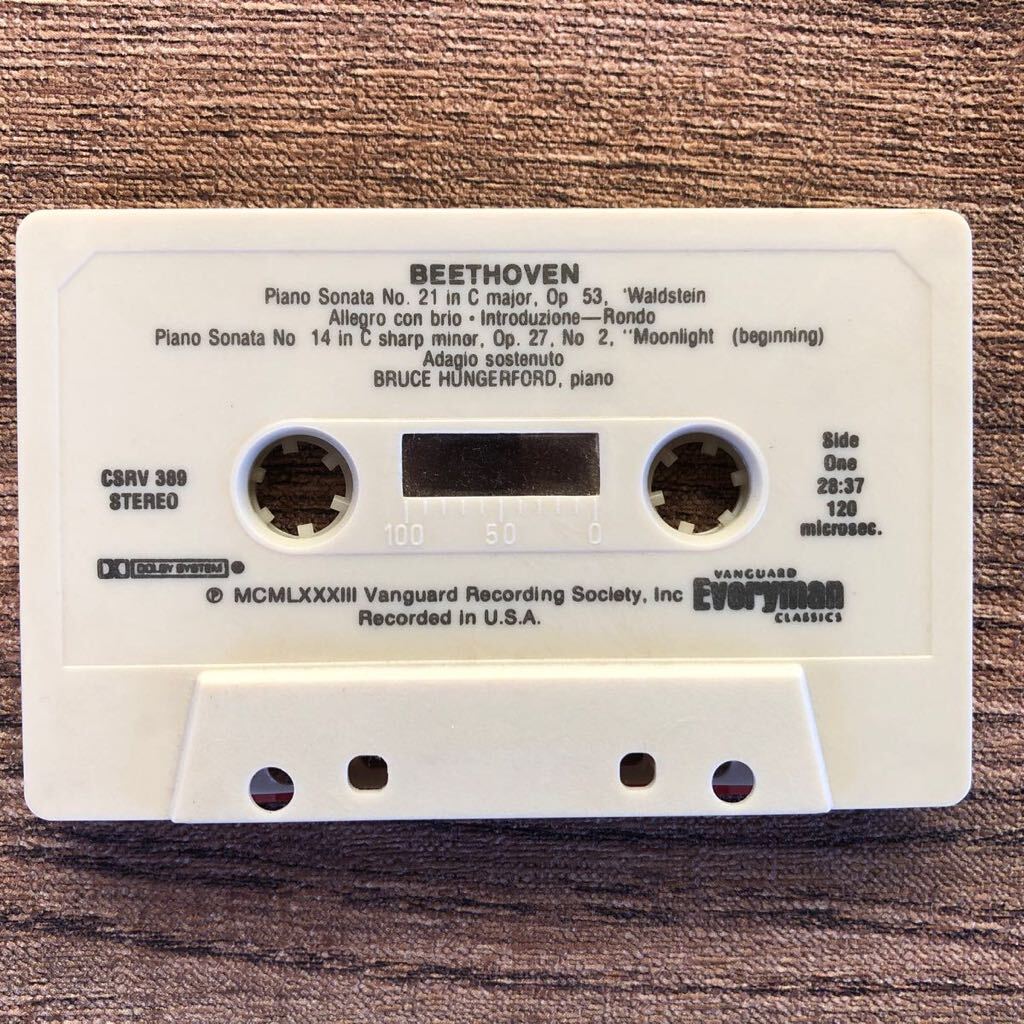 BEETHOVEN
Piano Sonata No. 21 in C major, Op 53, 'Waldstein
Allegro con brio • Introduzione—Rondo
Piano Sonata No 14 in C sharp minor, Op. 27, No 2, "Moonlight (beginning)
Adagio sostenuto
BRUCE HUNGERFORD, piano
CSRV 389
STEREO
Side
One
28:37
120
microsec.
100 50 0
DOLBY SYSTEM
℗ MCMLXXXIII Vanguard Recording Society, Inc
Recorded in U.S.A.
VANGUARD
Everyman
CLASSICS